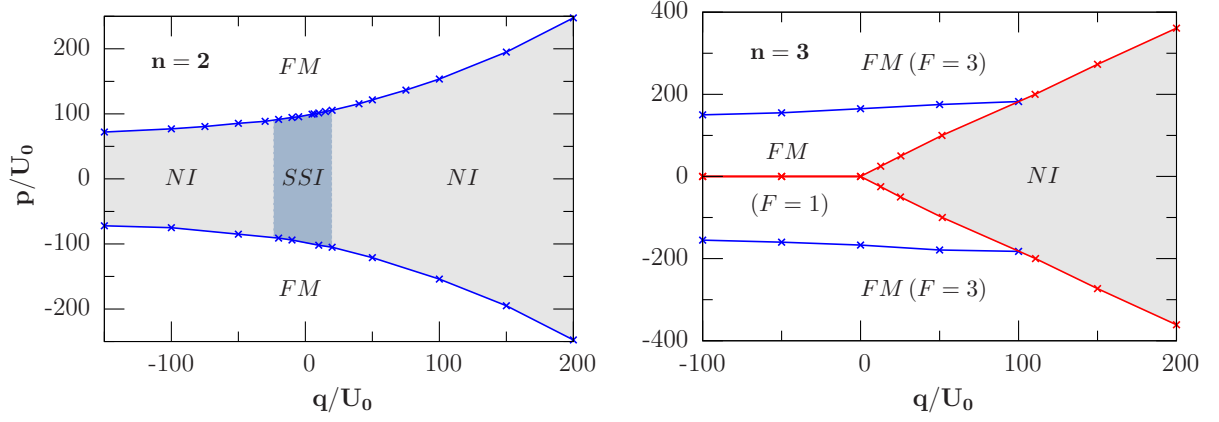 n = 2
FM
NI
SSI
NI
FM
p/U₀
200
100
0
-100
-200
-100
0
100
200
q/U₀
n = 3
FM (F = 3)
FM
(F = 1)
NI
FM (F = 3)
400
200
0
-200
-400
-100
0
100
200
q/U₀